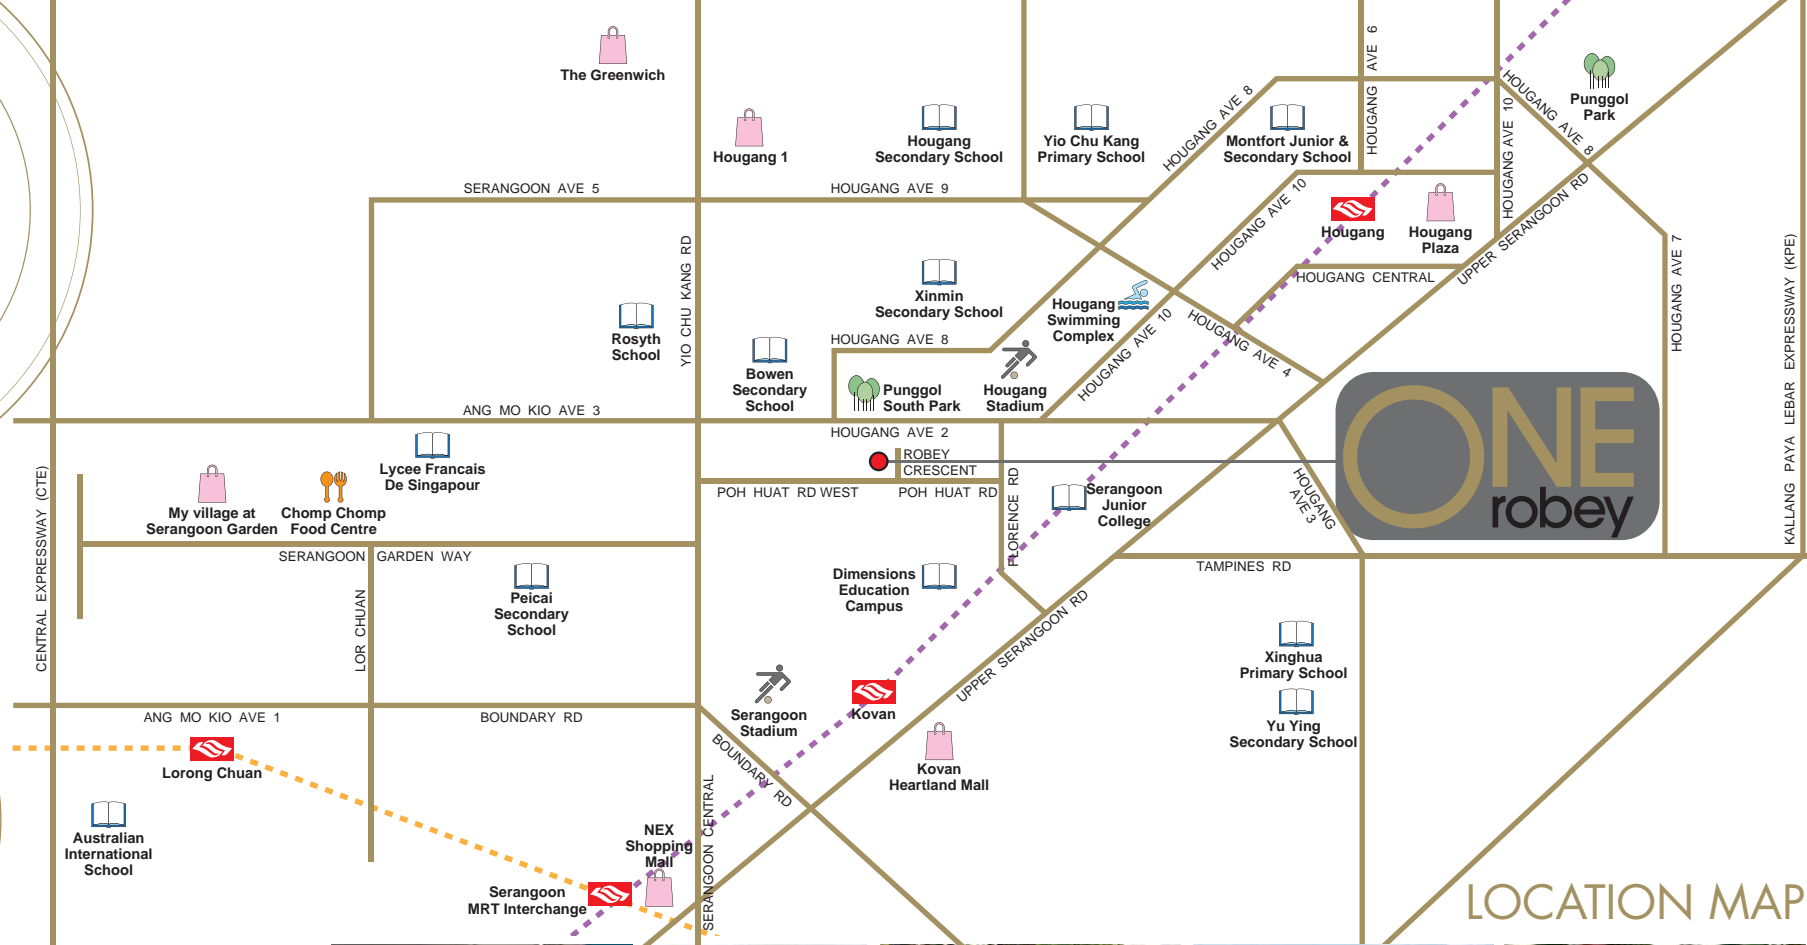 The Greenwich
Hougang 1
Hougang
Secondary School
Yio Chu Kang
Primary School
HOUGANG AVE 8
Montfort Junior &
Secondary School
HOUGANG AVE 6
HOUGANG AVE 10
HOUGANG AVE 8
Punggol
Park
SERANGOON AVE 5
HOUGANG AVE 9
HOUGANG AVE 10
Hougang
Hougang
Plaza
UPPER SERANGOON RD
HOUGANG CENTRAL
HOUGANG AVE 7
KALLANG PAYA LEBAR EXPRESSWAY (KPE)
YIO CHU KANG RD
Rosyth
School
Xinmin
Secondary School
Hougang
Swimming
Complex
HOUGANG AVE 10
HOUGANG AVE 4
HOUGANG AVE 8
Bowen
Secondary
School
Punggol
South Park
Hougang
Stadium
ANG MO KIO AVE 3
HOUGANG AVE 2
ROBEY
CRESCENT
POH HUAT RD WEST
POH HUAT RD
FLORENCE RD
Serangoon
Junior
College
HOUGANG
AVE 3
ONE
robey
Lycee Francais
De Singapour
My village at
Serangoon Garden
Chomp Chomp
Food Centre
CENTRAL EXPRESSWAY (CTE)
SERANGOON GARDEN WAY
LOR CHUAN
Peicai
Secondary
School
Dimensions
Education
Campus
TAMPINES RD
UPPER SERANGOON RD
Xinghua
Primary School
Yu Ying
Secondary School
Serangoon
Stadium
Kovan
Kovan
Heartland Mall
ANG MO KIO AVE 1
BOUNDARY RD
BOUNDARY RD
Lorong Chuan
Australian
International
School
NEX
Shopping
Mall
SERANGOON CENTRAL
Serangoon
MRT Interchange
LOCATION MAP